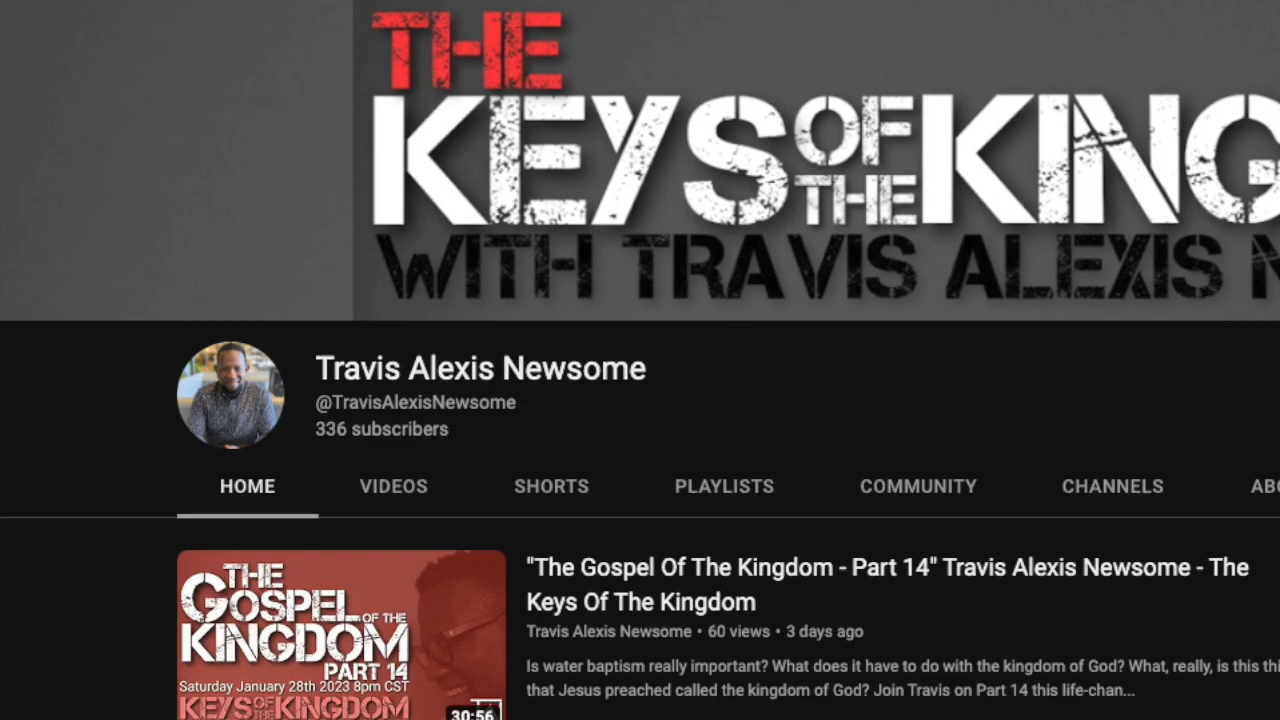 THE
KEYS OF THE KING
WITH TRAVIS ALEXIS
Travis Alexis Newsome
@TravisAlexisNewsome
336 subscribers
HOME VIDEOS SHORTS PLAYLISTS COMMUNITY CHANNELS
"The Gospel Of The Kingdom - Part 14" Travis Alexis Newsome - The
Keys Of The Kingdom
Travis Alexis Newsome • 60 views • 3 days ago
Is water baptism really important? What does it have to do with the kingdom of God? What, really, is this
that Jesus preached called the kingdom of God? Join Travis on Part 14 this life-chan...
THE
GOSPEL OF THE
KINGDOM
PART 14
Saturday January 28th 2023 8pm CST
KEYS OF THE KINGDOM
30:56